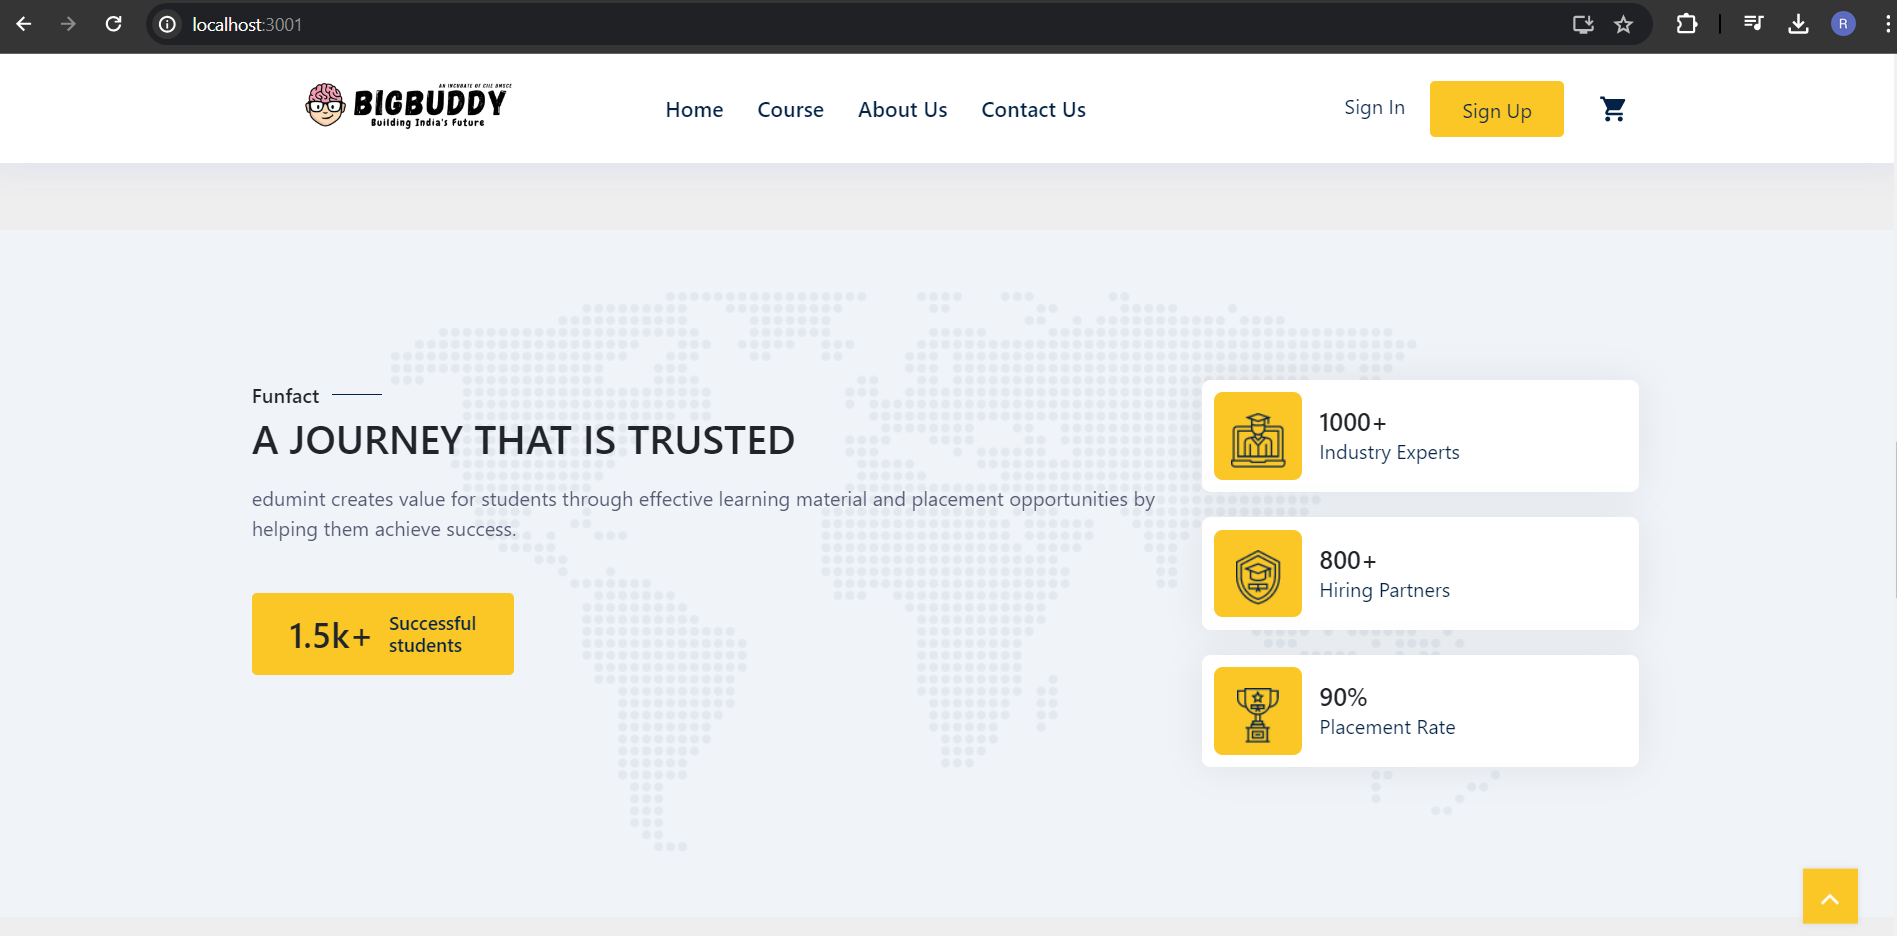 localhost:3001
R
AN INCUBATE OF CIIE BMSCE
BIGBUDDY
Building India's Future
Home
Course
About Us
Contact Us
Sign In
Sign Up
Funfact
A JOURNEY THAT IS TRUSTED
edumint creates value for students through effective learning material and placement opportunities by
helping them achieve success.
1.5k+
Successful
students
1000+
Industry Experts
800+
Hiring Partners
90%
Placement Rate